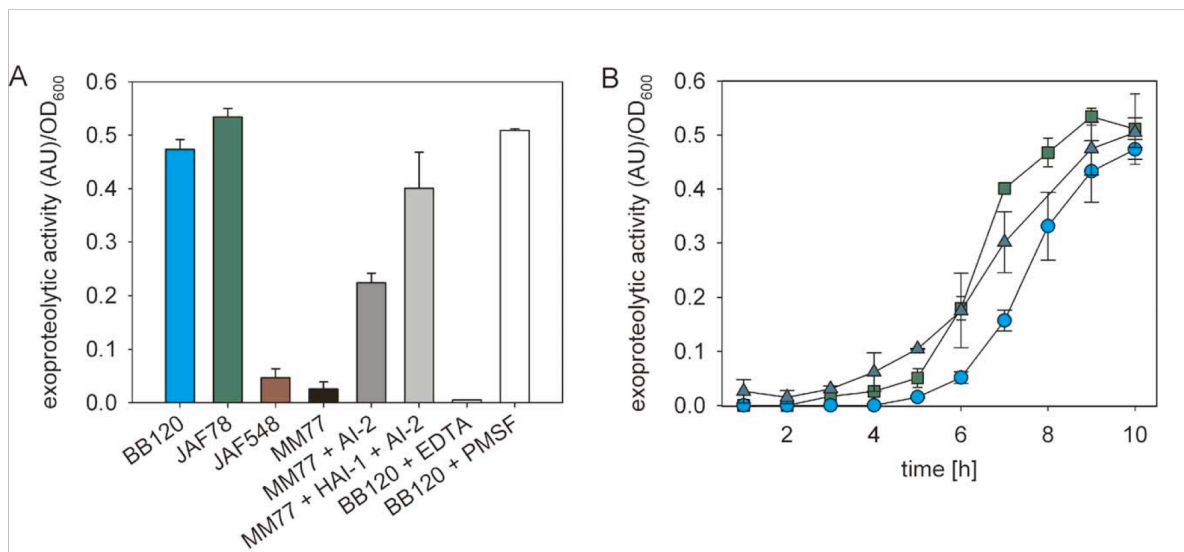 A
exoproteolytic activity (AU)/OD600
0.6
0.5
0.4
0.3
0.2
0.1
0.0
BB120
JAF78
JAF548
MM77
MM77 + AI-2
MM77 + HAI-1 + AI-2
BB120 + EDTA
BB120 + PMSF
B
exoproteolytic activity (AU)/OD600
0.6
0.5
0.4
0.3
0.2
0.1
0.0
2 4 6 8 10
time [h]